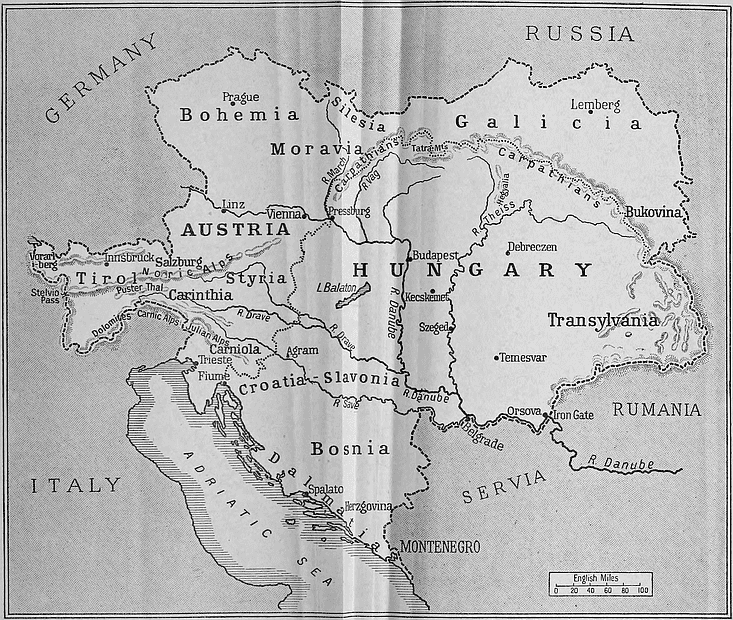 RUSSIA
GERMANY
Prague
Bohemia
Silesia
Lemberg
Galicia
Moravia
R. March
Carpathians
R. Vag
Tatra Mts
Carpathians
Hegyalia
R. Theiss
Bukovina
Linz
Vienna
Pressburg
AUSTRIA
Vorarl-
berg
Innsbruck
Salzburg
Budapest
Debreczen
Tirol
Noric Alps
Styria
HUNGARY
Stelvio
Pass
Puster Thal
Carinthia
L. Balaton
Kecskemet
R. Danube
Dolomites
Carnic Alps
Julian Alps
R. Drave
R. Drave
Szeged
Transylvania
Carniola
Agram
Trieste
Temesvar
Fiume
Croatia-Slavonia
R. Save
R. Danube
Orsova
Iron Gate
RUMANIA
Belgrade
Bosnia
R. Danube
ITALY
ADRIATIC SEA
Dalmatia
Spalato
Herzgovina
SERVIA
MONTENEGRO
English Miles
0 20 40 60 80 100